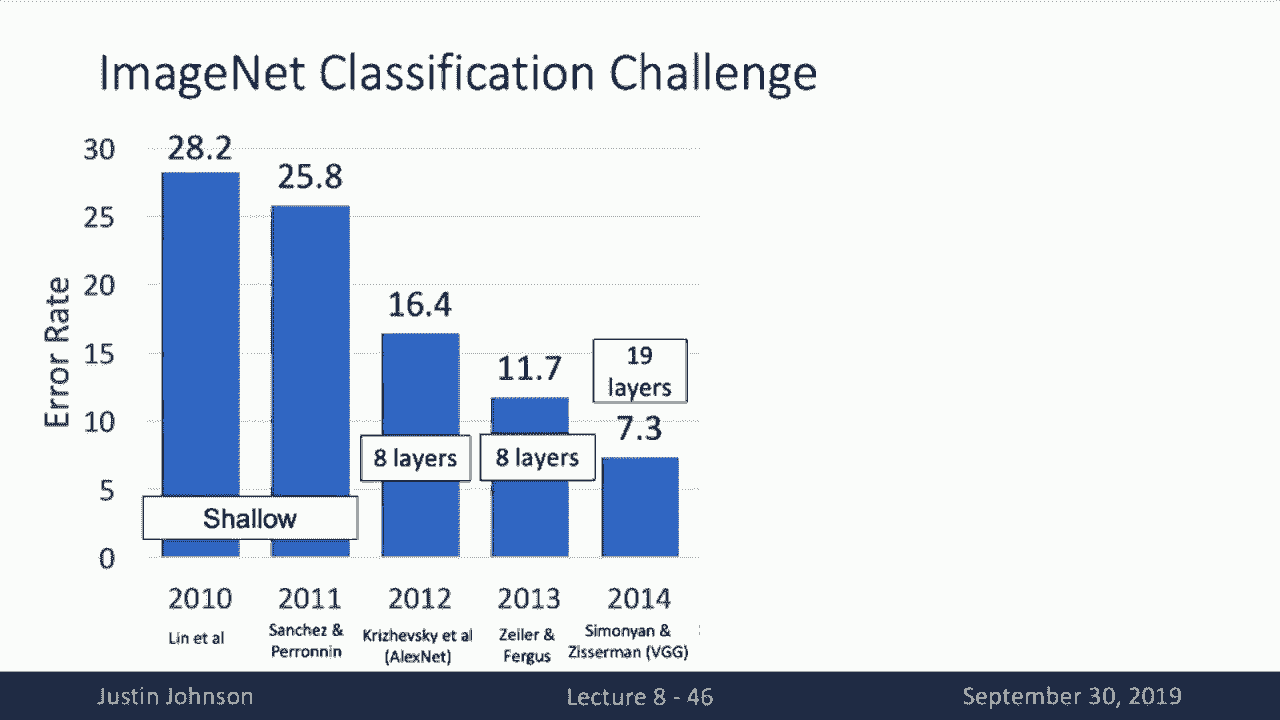 ImageNet Classification Challenge
30
25
20
15
10
5
0
Error Rate
28.2
25.8
16.4
11.7
7.3
19
layers
8 layers
8 layers
Shallow
2010
2011
2012
2013
2014
Lin et al
Sanchez &
Perronnin
Krizhevsky et al
(AlexNet)
Zeiler &
Fergus
Simonyan &
Zisserman (VGG)
Justin Johnson
Lecture 8 - 46
September 30, 2019